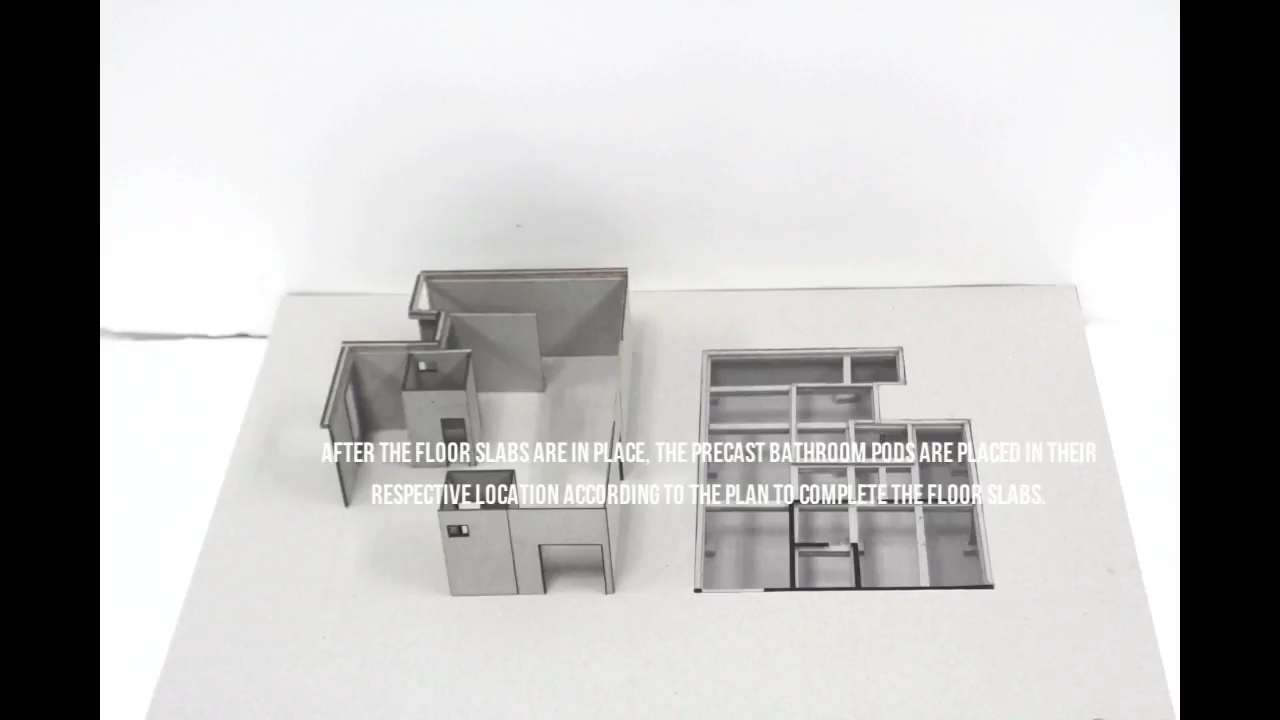 AFTER THE FLOOR SLABS ARE IN PLACE, THE PRECAST BATHROOM PODS ARE PLACED IN THEIR
RESPECTIVE LOCATION ACCORDING TO THE PLAN TO COMPLETE THE FLOOR SLABS.